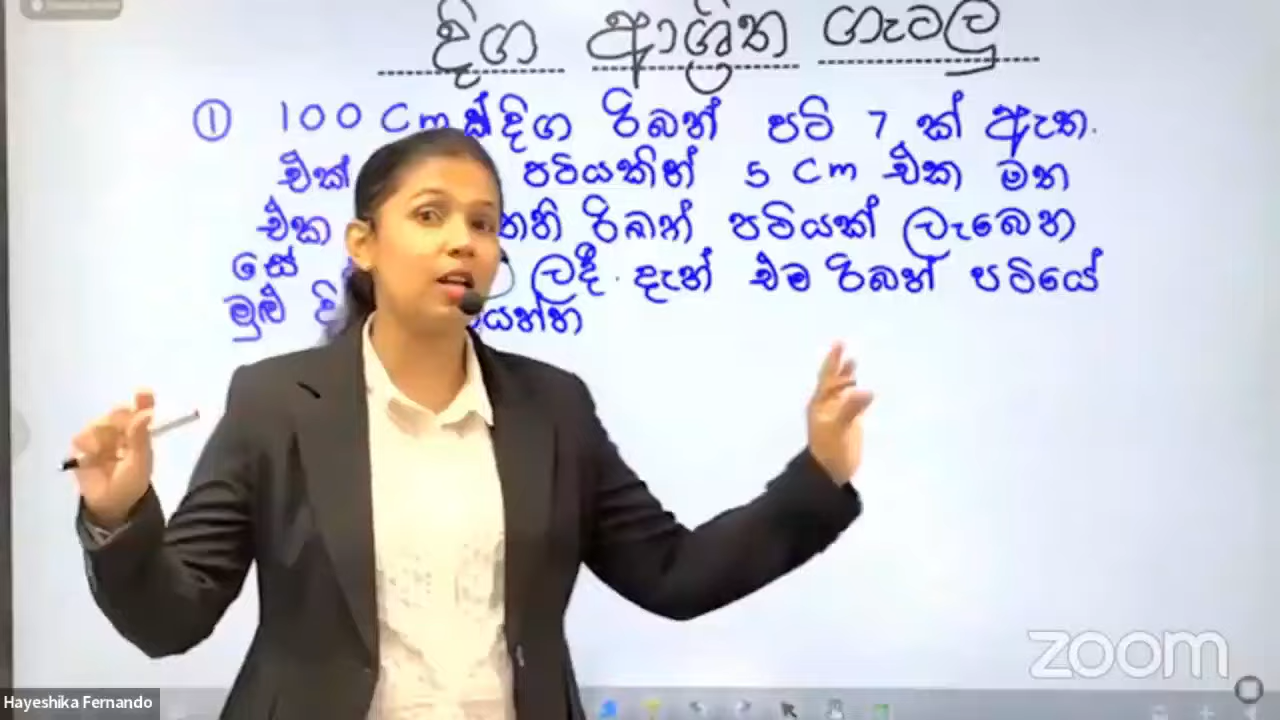 දිග ආශ්‍රිත ගැටලු
① 100 Cm ක් දිග රිබන් පටි 7 ක් ඇත.
එක් පටියකින් 5 Cm එක මත
එක රිබන් පටියක් ලැබෙන
සේ ලදී. දැන් එම රිබන් පටියේ
මුළු
zoom
Hayeshika Fernando